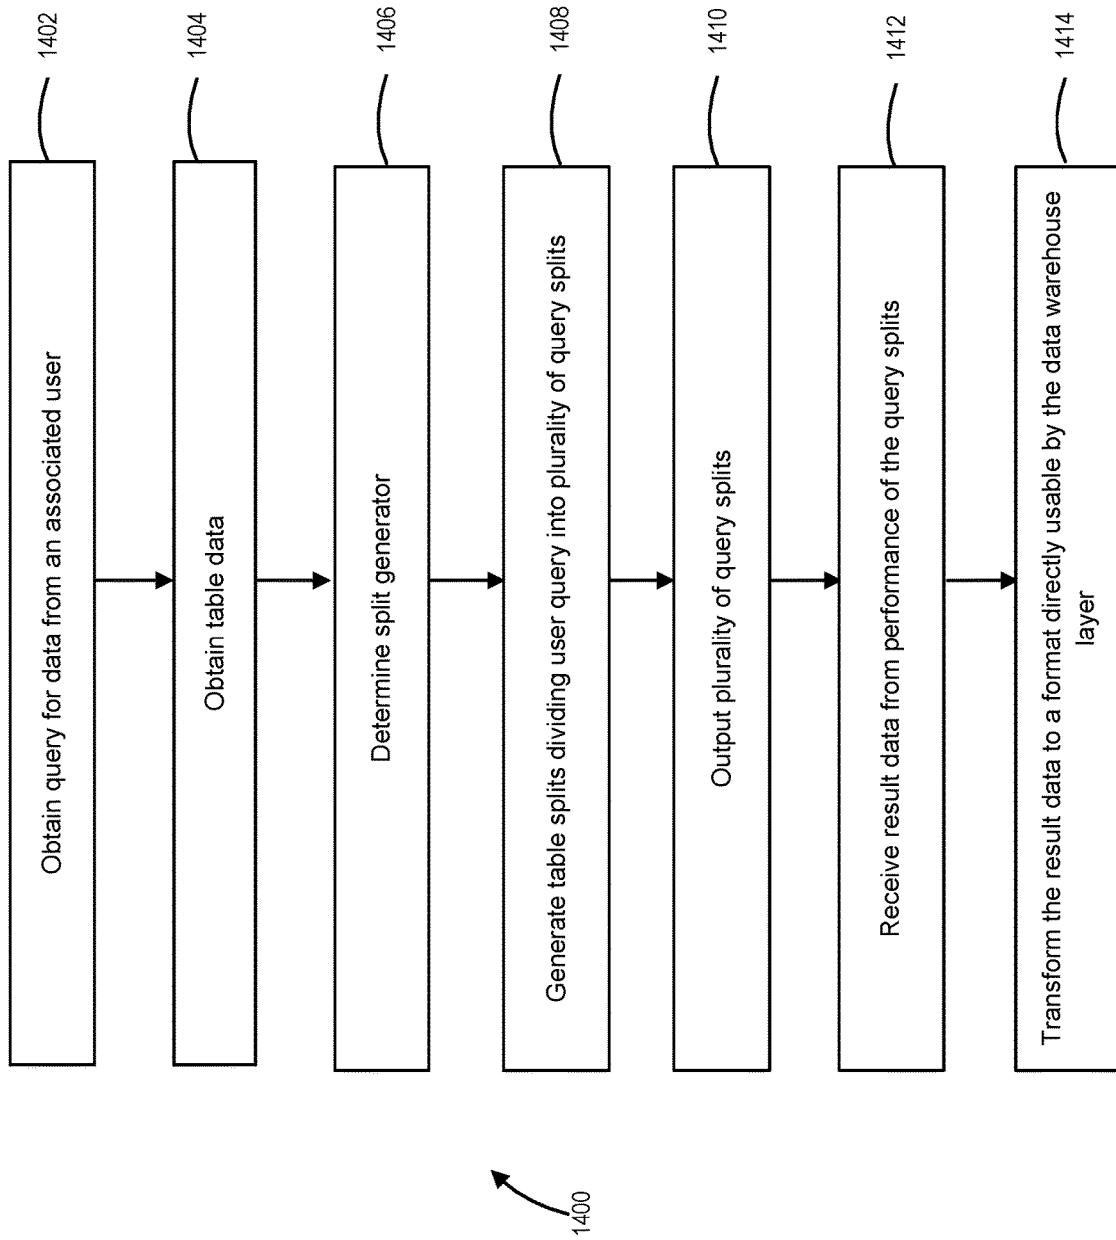 1402
Obtain query for data from an associated user
1404
Obtain table data
1406
Determine split generator
1408
Generate table splits dividing user query into plurality of query splits
1410
Output plurality of query splits
1412
Receive result data from performance of the query splits
1414
Transform the result data to a format directly usable by the data warehouse
layer
1400